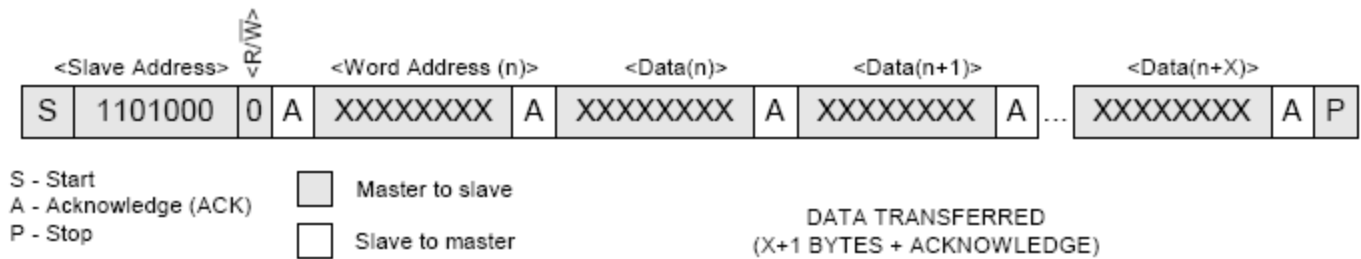 <R/W̅>
<Slave Address> <Word Address (n)> <Data(n)> <Data(n+1)> <Data(n+X)>
S 1101000 0 A XXXXXXXX A XXXXXXXX A XXXXXXXX A ... XXXXXXXX A P
S - Start
A - Acknowledge (ACK)
P - Stop
Master to slave
Slave to master
DATA TRANSFERRED
(X+1 BYTES + ACKNOWLEDGE)